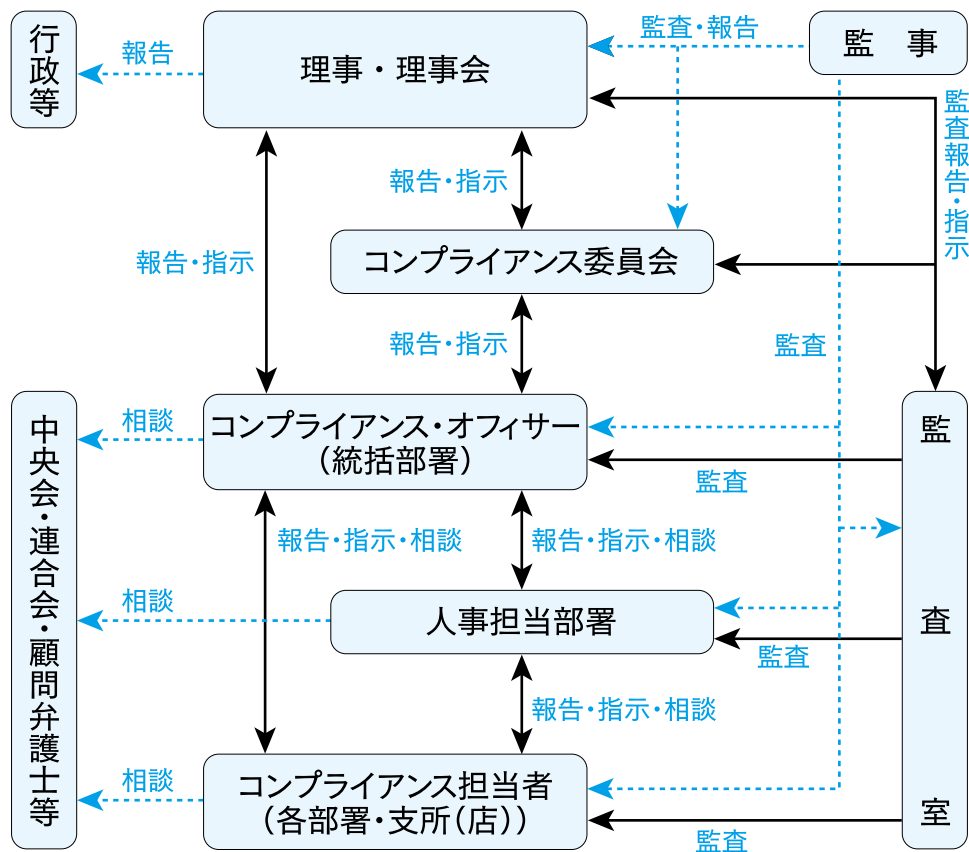 行政等
報告
理事・理事会
監査・報告
監　事
監査報告・指示
報告・指示
報告・指示
コンプライアンス委員会
報告・指示
監査
中央会・連合会・顧問弁護士等
相談
コンプライアンス・オフィサー
（統括部署）
監査
監査室
報告・指示・相談
報告・指示・相談
相談
人事担当部署
監査
報告・指示・相談
相談
コンプライアンス担当者
（各部署・支所（店））
監査